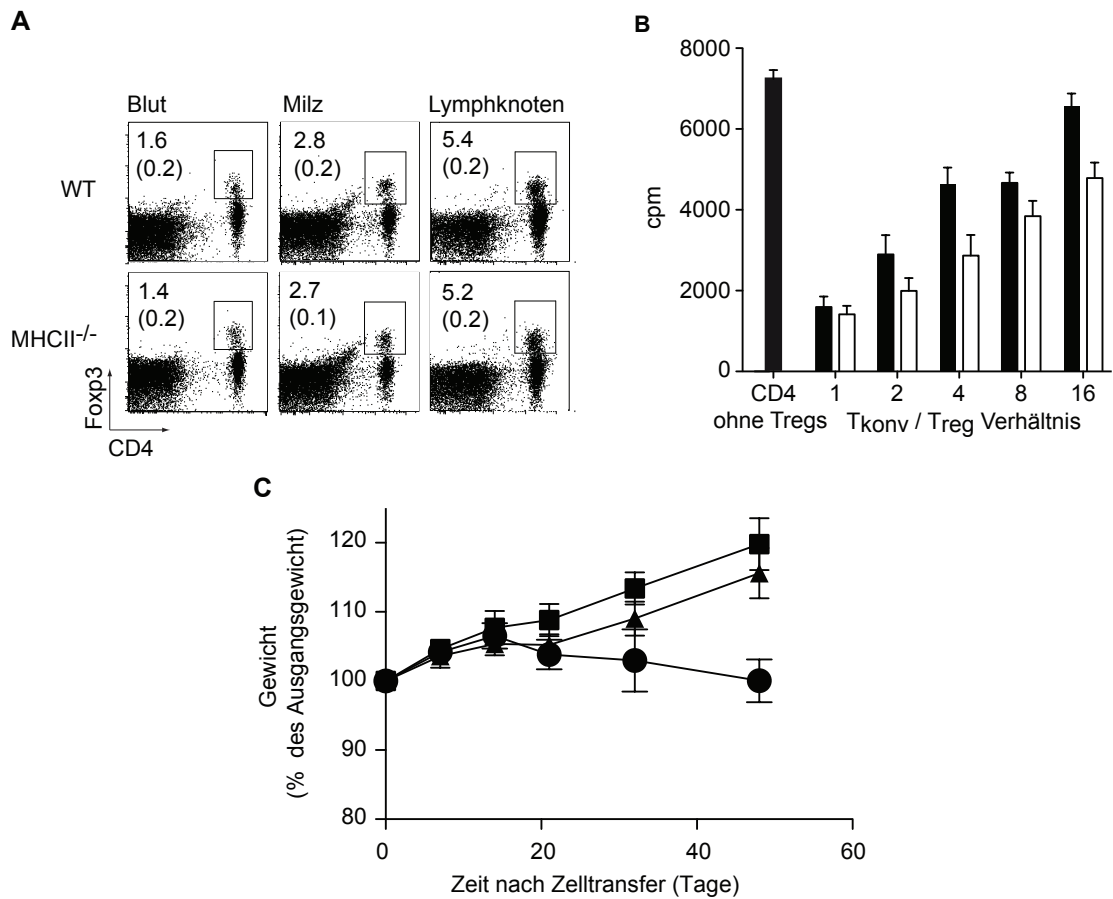 A
Blut
Milz
Lymphknoten
WT
1.6
(0.2)
2.8
(0.2)
5.4
(0.2)
MHCII-/-
1.4
(0.2)
2.7
(0.1)
5.2
(0.2)
Foxp3
CD4
B
8000
6000
4000
2000
0
cpm
CD4 1 2 4 8 16
ohne Tregs Tkonv / Treg Verhältnis
C
120
110
100
90
80
Gewicht
(% des Ausgangsgewicht)
0 20 40 60
Zeit nach Zelltransfer (Tage)